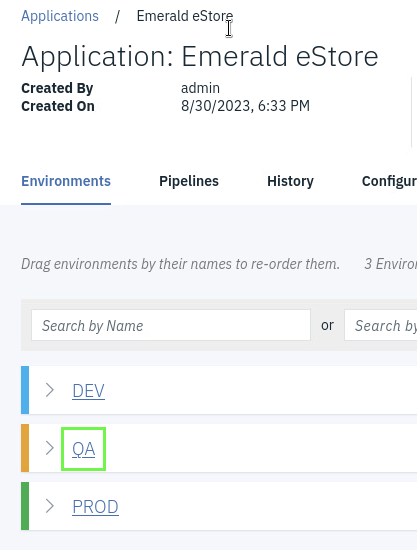 Applications / Emerald eStore
Application: Emerald eStore
Created By admin
Created On 8/30/2023, 6:33 PM
Environments Pipelines History Configur
Drag environments by their names to re-order them. 3 Enviro
Search by Name or Search by
DEV
QA
PROD